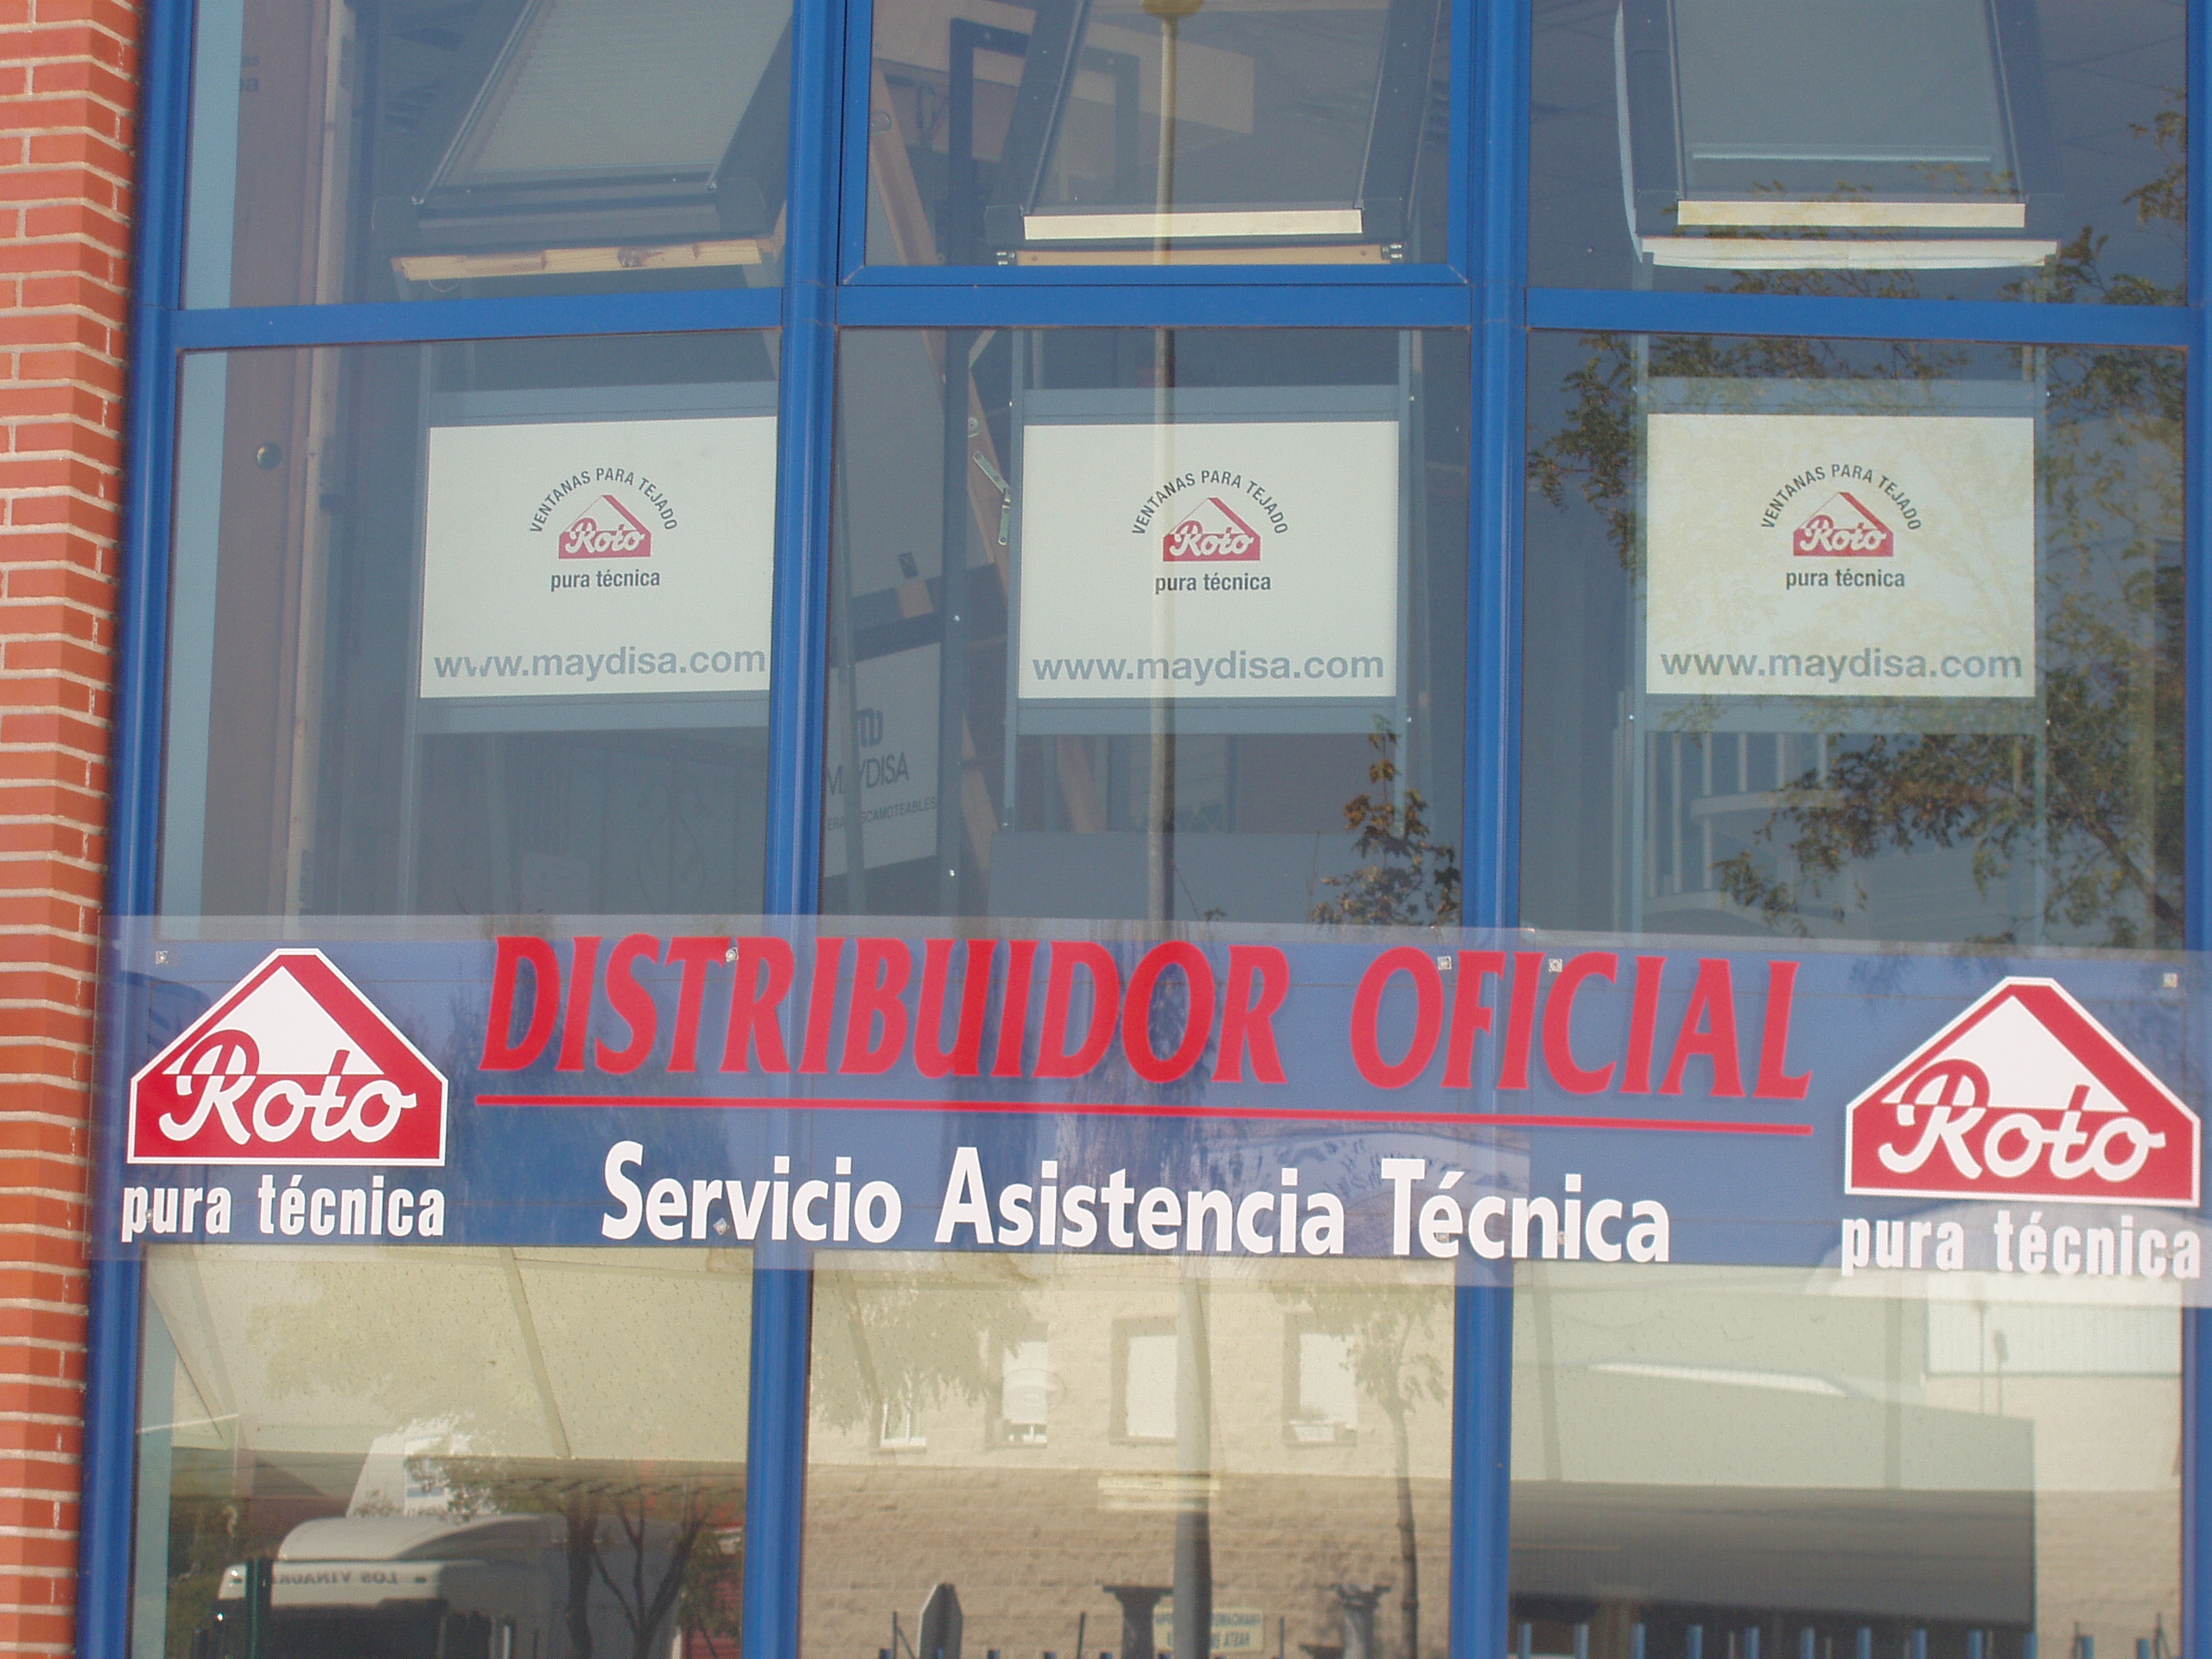 VENTANAS PARA TEJADO
Roto
pura técnica
www.maydisa.com
VENTANAS PARA TEJADO
Roto
pura técnica
www.maydisa.com
VENTANAS PARA TEJADO
Roto
pura técnica
www.maydisa.com
MAYDISA
DISTRIBUIDOR OFICIAL
Roto
pura técnica
Servicio Asistencia Técnica
Roto
pura técnica